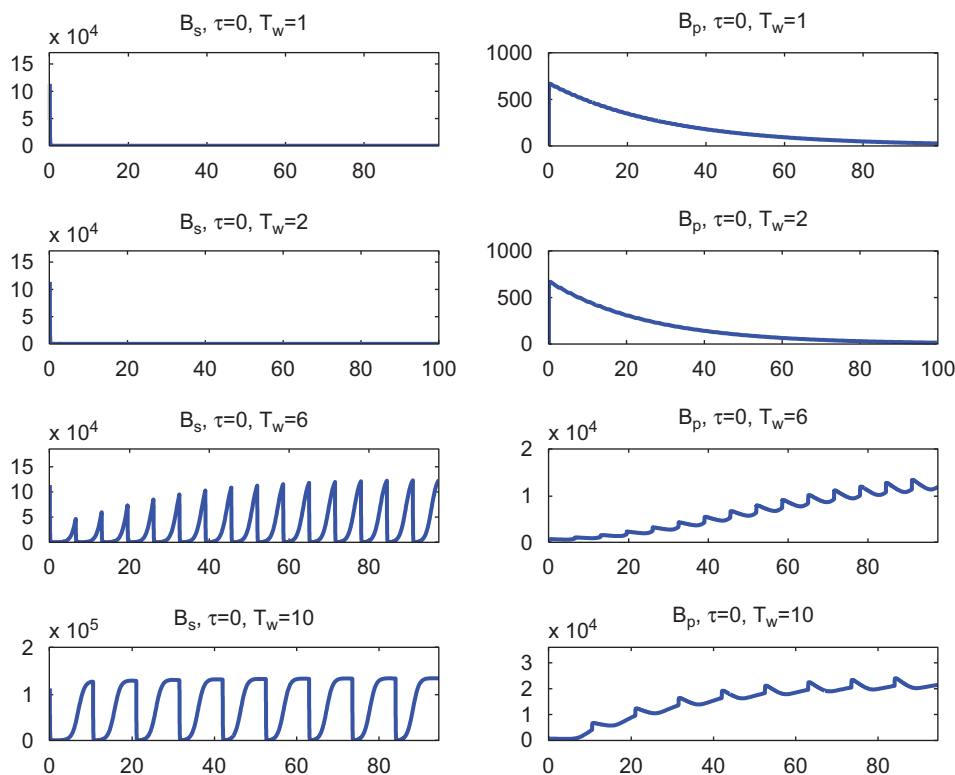 B_s, τ=0, T_w=1
x 10^4
15
10
5
0
0 20 40 60 80
B_p, τ=0, T_w=1
1000
500
0
0 20 40 60 80
B_s, τ=0, T_w=2
x 10^4
15
10
5
0
0 20 40 60 80 100
B_p, τ=0, T_w=2
1000
500
0
0 20 40 60 80 100
B_s, τ=0, T_w=6
x 10^4
15
10
5
0
0 20 40 60 80
B_p, τ=0, T_w=6
x 10^4
2
1
0
0 20 40 60 80
B_s, τ=0, T_w=10
x 10^5
2
1
0
0 20 40 60 80
B_p, τ=0, T_w=10
x 10^4
3
2
1
0
0 20 40 60 80